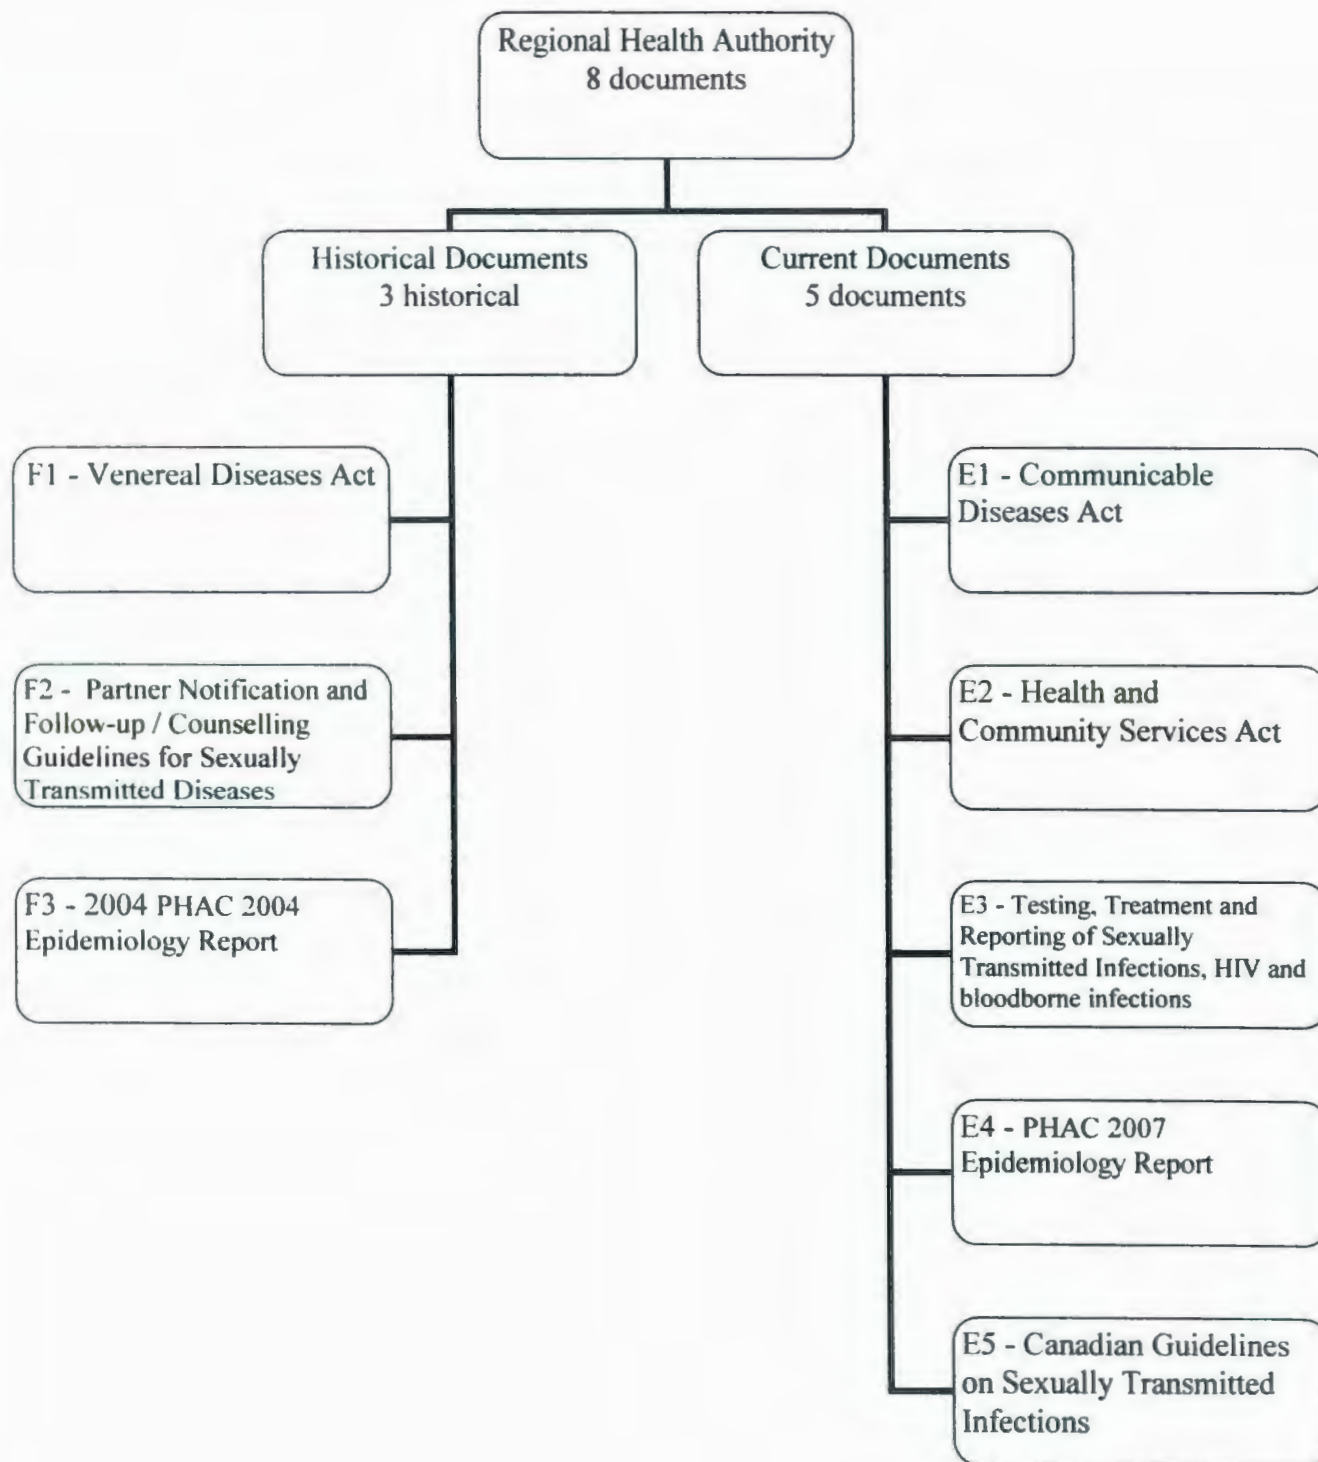 Regional Health Authority
8 documents
Historical Documents
3 historical
Current Documents
5 documents
F1 - Venereal Diseases Act
F2 - Partner Notification and
Follow-up / Counselling
Guidelines for Sexually
Transmitted Diseases
F3 - 2004 PHAC 2004
Epidemiology Report
E1 - Communicable
Diseases Act
E2 - Health and
Community Services Act
E3 - Testing, Treatment and
Reporting of Sexually
Transmitted Infections, HIV and
bloodborne infections
E4 - PHAC 2007
Epidemiology Report
E5 - Canadian Guidelines
on Sexually Transmitted
Infections